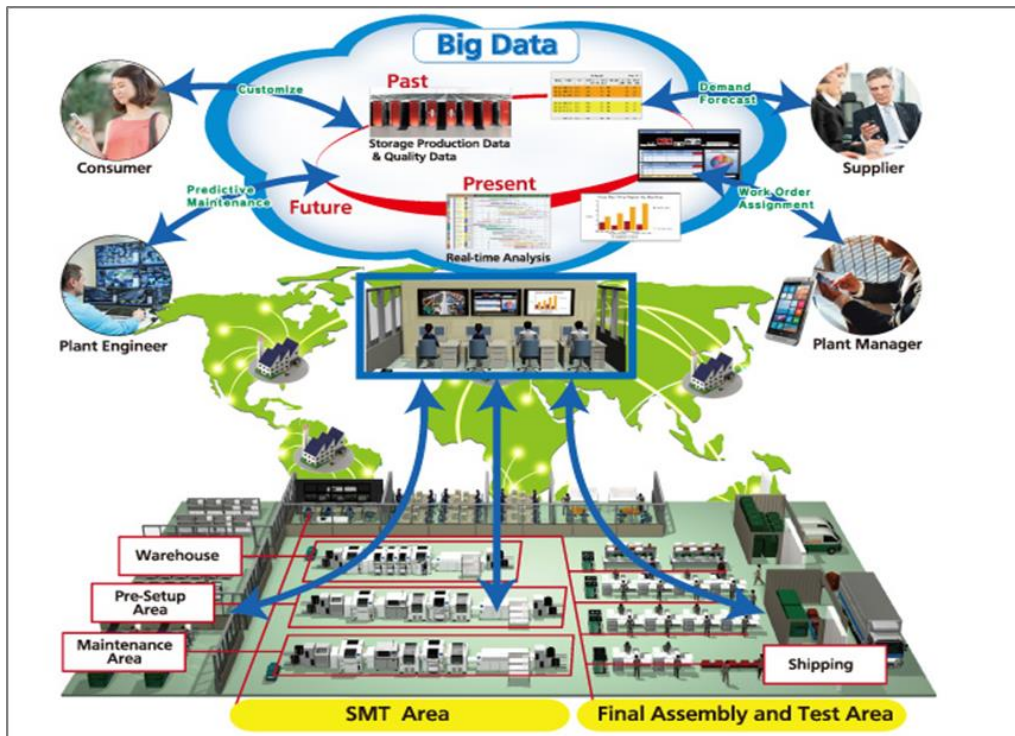 Big Data
Customize
Past
Demand
Forecast
Storage Production Data
& Quality Data
Consumer
Supplier
Predictive
Maintenance
Future
Present
Work Order
Assignment
Real-time Analysis
Plant Engineer
Plant Manager
Warehouse
Pre-Setup
Area
Maintenance
Area
Shipping
SMT Area
Final Assembly and Test Area